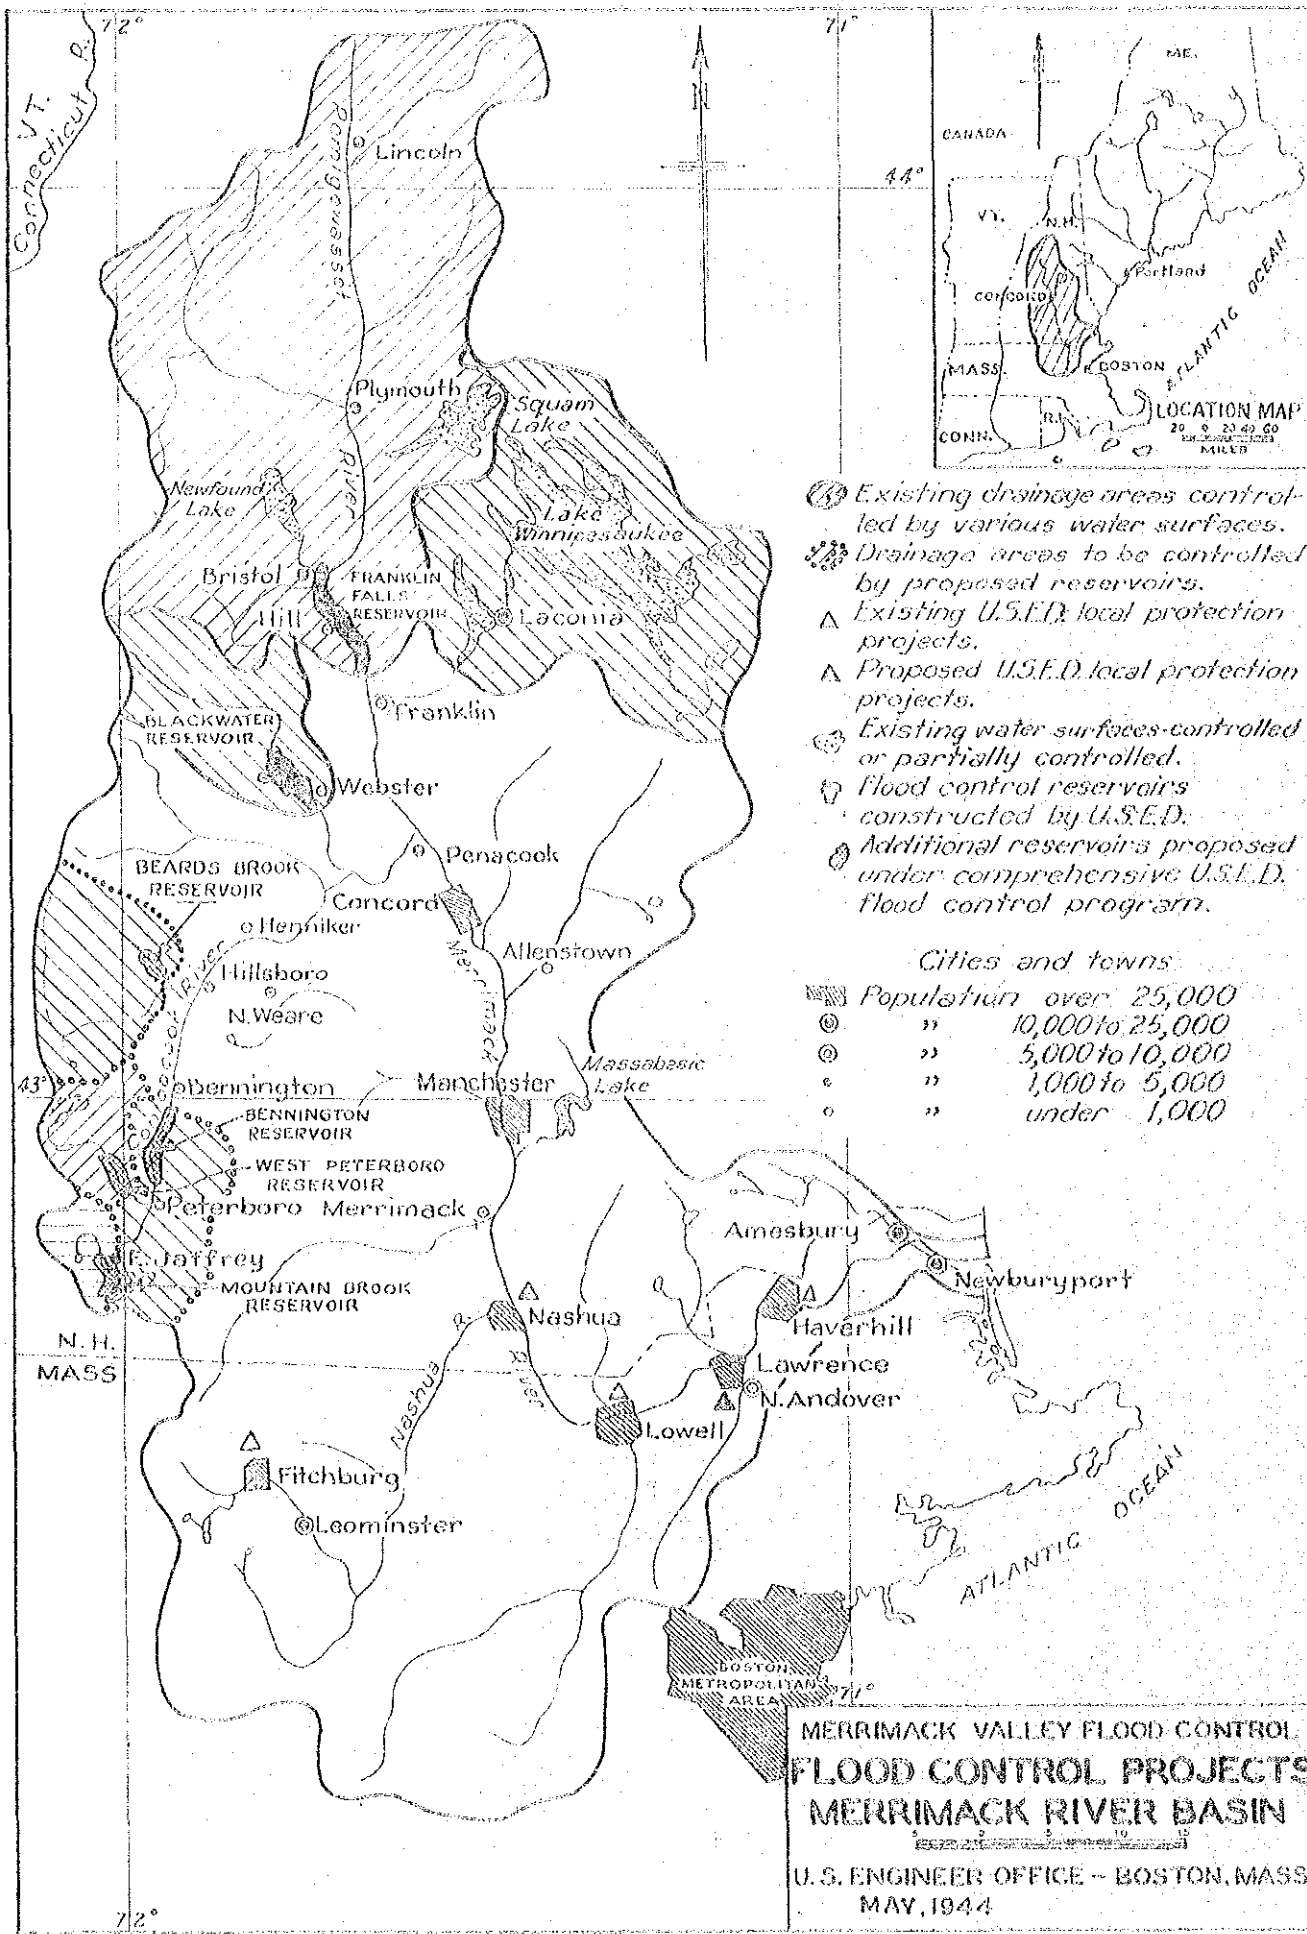 72°
71°
VT.
Connecticut R.
N
Pemigewasset
Lincoln
44°
ME.
CANADA
VT.
N.H.
Portland
CONCORD
ATLANTIC OCEAN
MASS.
BOSTON
R.I.
CONN.
LOCATION MAP
20 0 20 40 60
MILES
Plymouth
Squam
Lake
River
Newfound
Lake
Lake
Winnipesaukee
Bristol
FRANKLIN
FALLS
RESERVOIR
Hill
Laconia
Franklin
BLACKWATER
RESERVOIR
Webster
Existing drainage areas control-
led by various water surfaces.
Drainage areas to be controlled
by proposed reservoirs.
Existing U.S.E.D. local protection
projects.
Proposed U.S.E.D. local protection
projects.
Existing water surfaces-controlled
or partially controlled.
Flood control reservoirs
constructed by U.S.E.D.
Additional reservoirs proposed
under comprehensive U.S.E.D.
flood control program.
Cities and towns
Population over 25,000
" 10,000 to 25,000
" 5,000 to 10,000
" 1,000 to 5,000
" under 1,000
Penacook
BEARDS BROOK
RESERVOIR
Concord
Henniker
River
Hillsboro
Merrimack
Allenstown
N. Weare
43°
Bennington
Manchester
Massabesic
Lake
BENNINGTON
RESERVOIR
WEST PETERBORO
RESERVOIR
Peterboro
Merrimack
E. Jaffrey
MOUNTAIN BROOK
RESERVOIR
Amesbury
Newburyport
Nashua
Haverhill
N.H.
MASS
River
Nashua R.
Lawrence
N. Andover
Lowell
Fitchburg
Leominster
ATLANTIC OCEAN
BOSTON
METROPOLITAN
AREA
71°
MERRIMACK VALLEY FLOOD CONTROL
FLOOD CONTROL PROJECTS
MERRIMACK RIVER BASIN
U.S. ENGINEER OFFICE - BOSTON, MASS
MAY, 1944
72°